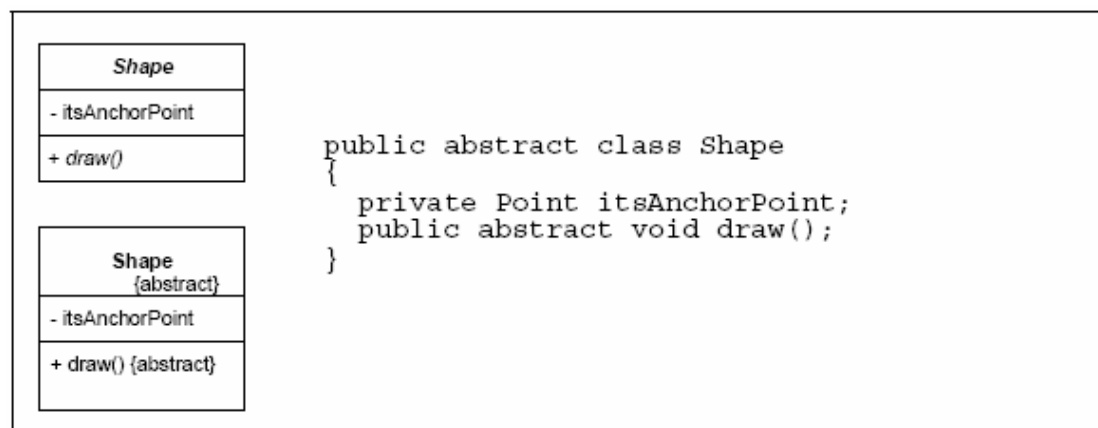 Shape
- itsAnchorPoint
+ draw()
Shape
{abstract}
- itsAnchorPoint
+ draw() {abstract}
public abstract class Shape
{
private Point itsAnchorPoint;
public abstract void draw();
}